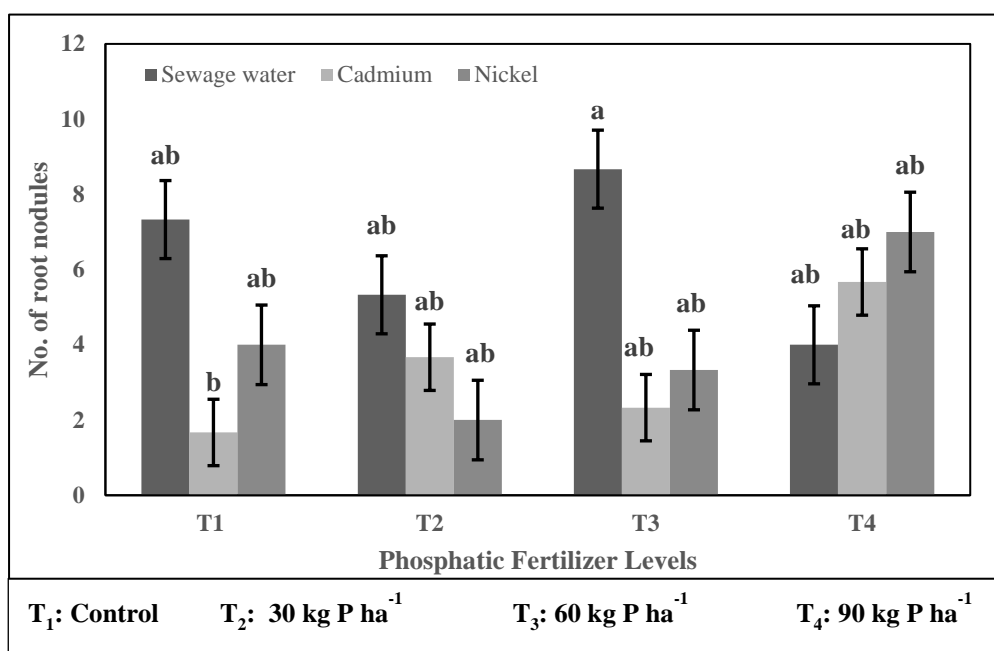 12
Sewage water Cadmium Nickel
10
a
ab
ab
8
ab
ab
6
ab
ab
ab
ab
ab
4
b
2
0
T1 T2 T3 T4
No. of root nodules
Phosphatic Fertilizer Levels
T₁: Control T₂: 30 kg P ha⁻¹ T₃: 60 kg P ha⁻¹ T₄: 90 kg P ha⁻¹